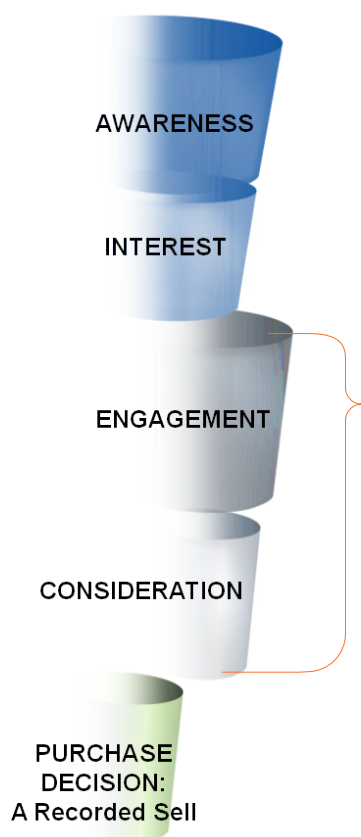 AWARENESS
INTEREST
ENGAGEMENT
CONSIDERATION
PURCHASE
DECISION:
A Recorded Sell